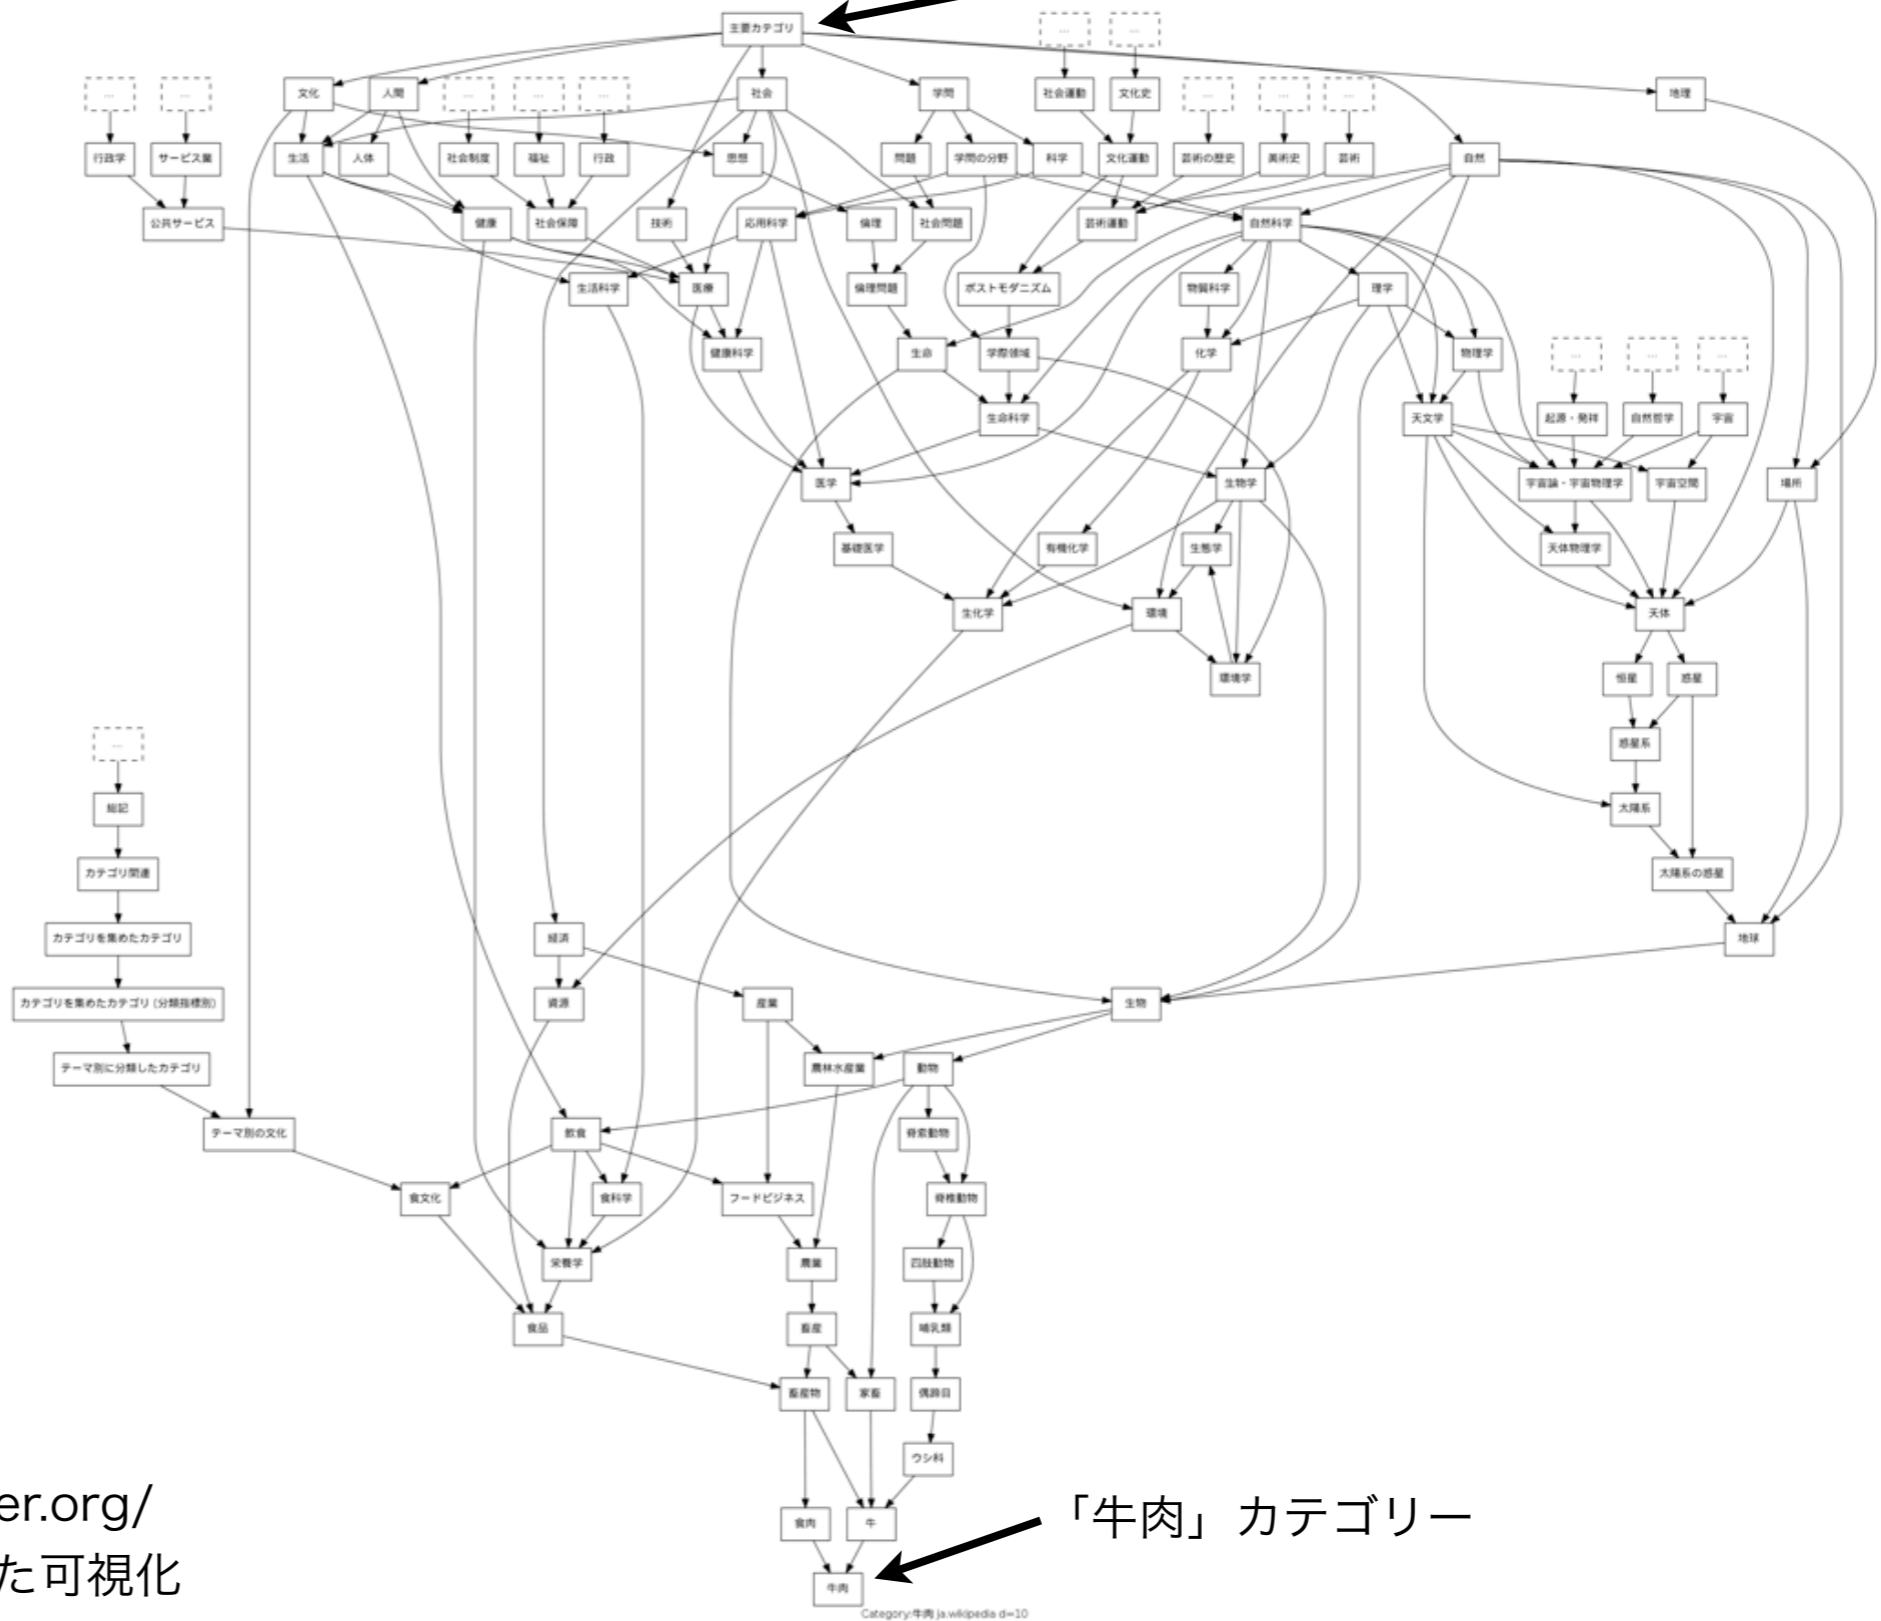 主要カテゴリ
...
...
...
...
文化
人間
...
...
...
社会
学問
社会運動
文化史
...
...
...
地理
行政学
サービス業
生活
人体
社会制度
福祉
行政
思想
問題
学問の分野
科学
文化運動
芸術の歴史
美術史
芸術
自然
公共サービス
健康
社会保障
技術
応用科学
倫理
社会問題
芸術運動
自然科学
生活科学
医療
倫理問題
ポストモダニズム
物質科学
理学
健康科学
生命
学際領域
化学
物理学
...
...
...
生命科学
天文学
起源・発祥
自然哲学
宇宙
医学
生物学
宇宙論・宇宙物理学
宇宙空間
場所
基礎医学
有機化学
生態学
天体物理学
生化学
環境
天体
環境学
恒星
惑星
...
惑星系
総記
太陽系
カテゴリ関連
太陽系の惑星
カテゴリを集めたカテゴリ
経済
地球
カテゴリを集めたカテゴリ (分類指標別)
資源
産業
生物
テーマ別に分類したカテゴリ
農林水産業
動物
テーマ別の文化
飲食
脊索動物
食文化
食科学
フードビジネス
脊椎動物
栄養学
農業
四肢動物
食品
畜産
哺乳類
畜産物
家畜
偶蹄目
ウシ科
er.org/
食肉
牛
「牛肉」カテゴリー
た可視化
牛肉
Category:牛肉 ja.wikipedia d=10